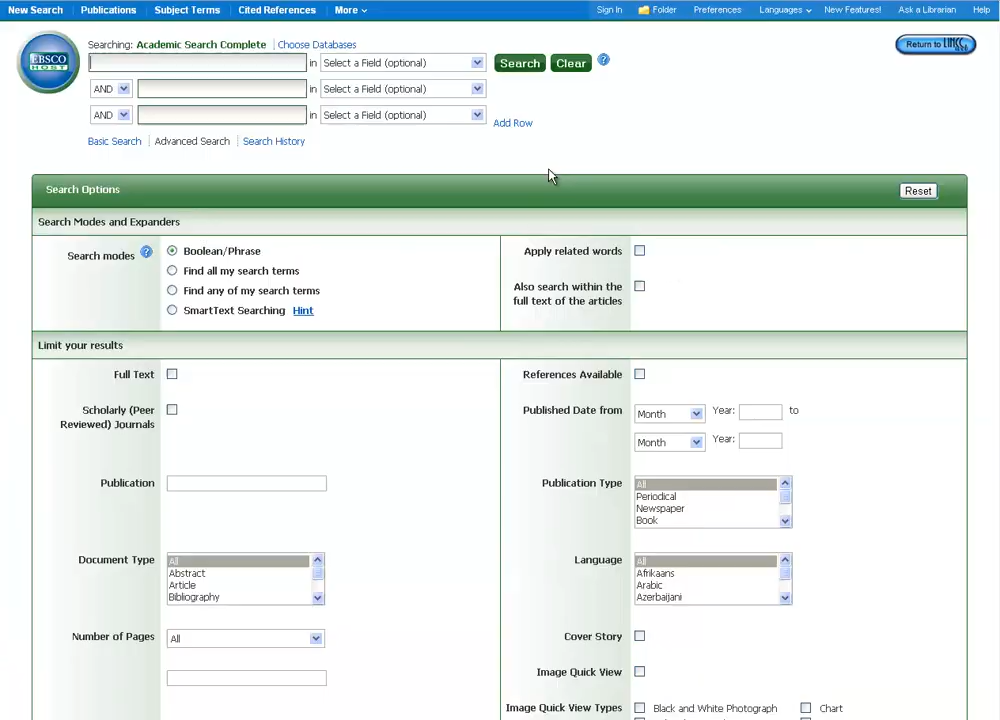 New Search Publications Subject Terms Cited References More Sign In Folder Preferences Languages New Features! Ask a Librarian Help
Searching: Academic Search Complete Choose Databases
Return to LINCCweb
EBSCO
HOST
in Select a Field (optional) Search Clear ?
AND in Select a Field (optional)
AND in Select a Field (optional) Add Row
Basic Search Advanced Search Search History
Search Options Reset
Search Modes and Expanders
Search modes ? Boolean/Phrase
Find all my search terms
Find any of my search terms
SmartText Searching Hint
Apply related words
Also search within the
full text of the articles
Limit your results
Full Text
Scholarly (Peer
Reviewed) Journals
Publication
Document Type All
Abstract
Article
Bibliography
Number of Pages All
References Available
Published Date from Month Year: to
Month Year:
Publication Type All
Periodical
Newspaper
Book
Language All
Afrikaans
Arabic
Azerbaijani
Cover Story
Image Quick View
Image Quick View Types Black and White Photograph Chart